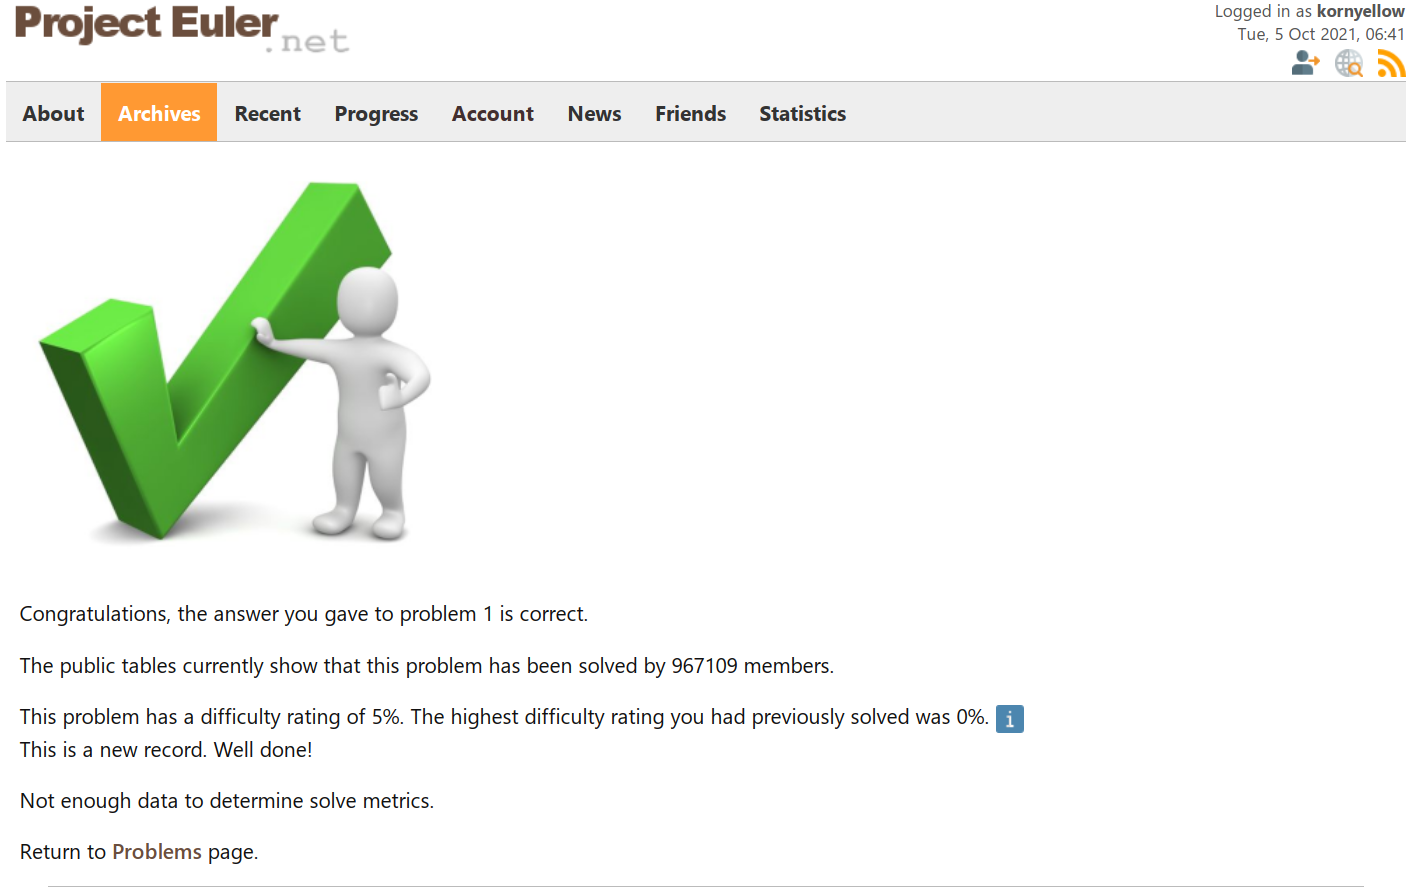 Project Euler
.net
Logged in as kornyellow
Tue, 5 Oct 2021, 06:41
About Archives Recent Progress Account News Friends Statistics
Congratulations, the answer you gave to problem 1 is correct.
The public tables currently show that this problem has been solved by 967109 members.
This problem has a difficulty rating of 5%. The highest difficulty rating you had previously solved was 0%. i
This is a new record. Well done!
Not enough data to determine solve metrics.
Return to Problems page.